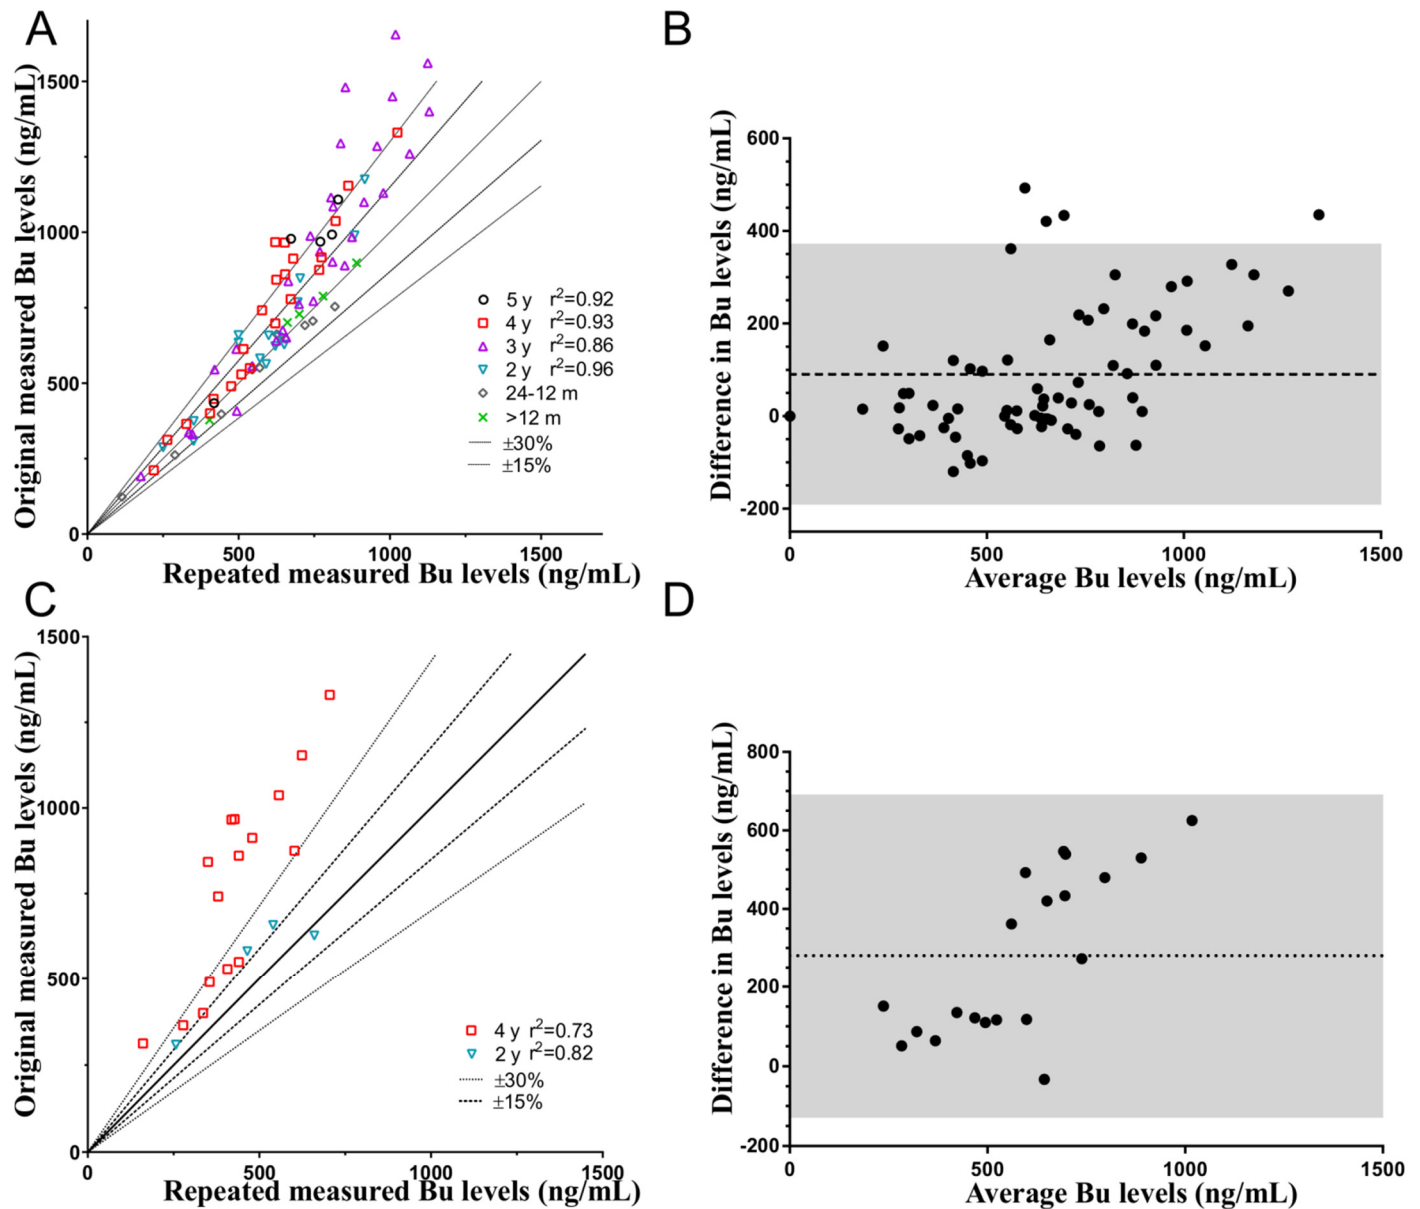 A
Original measured Bu levels (ng/mL)
1500
1000
500
0
0 500 1000 1500
Repeated measured Bu levels (ng/mL)
5 y r²=0.92
4 y r²=0.93
3 y r²=0.86
2 y r²=0.96
24-12 m
>12 m
±30%
±15%
B
Difference in Bu levels (ng/mL)
600
400
200
0
-200
0 500 1000 1500
Average Bu levels (ng/mL)
C
Original measured Bu levels (ng/mL)
1500
1000
500
0
0 500 1000 1500
Repeated measured Bu levels (ng/mL)
4 y r²=0.73
2 y r²=0.82
±30%
±15%
D
Difference in Bu levels (ng/mL)
800
600
400
200
0
-200
0 500 1000 1500
Average Bu levels (ng/mL)